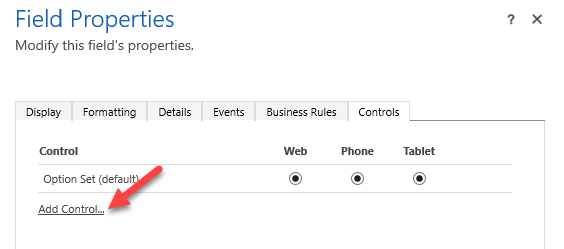 Field Properties
? ×
Modify this field's properties.
Display Formatting Details Events Business Rules Controls
Control Web Phone Tablet
Option Set (default)
Add Control...